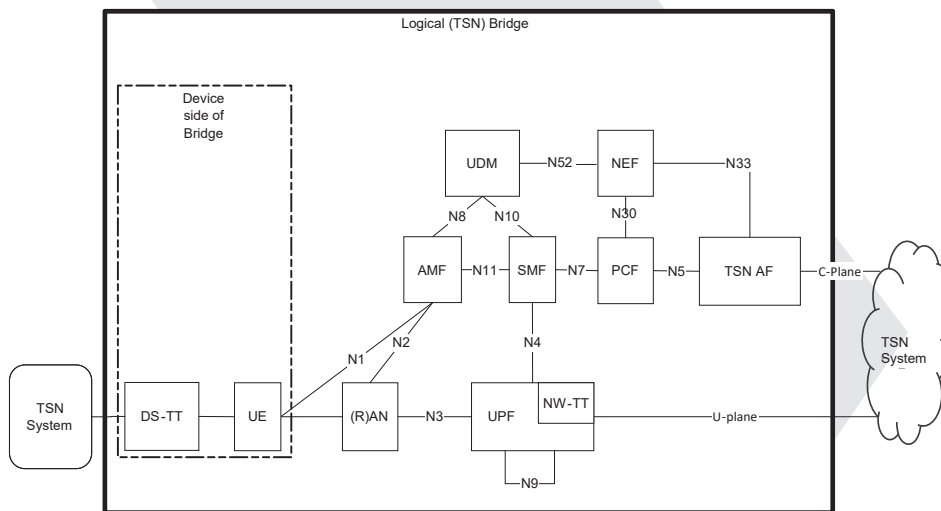 Logical (TSN) Bridge
Device
side of
Bridge
UDM
N52
NEF
N33
N8
N10
N30
AMF
N11
SMF
N7
PCF
N5
TSN AF
C-Plane
N1
N2
N4
TSN
System
TSN
System
DS-TT
UE
(R)AN
N3
UPF
NW-TT
U-plane
N9